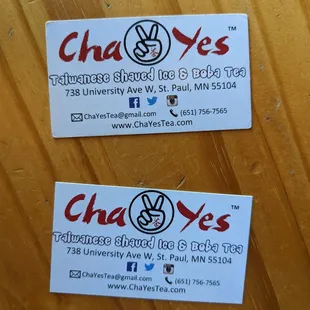 Cha Yes™
Taiwanese Shaved Ice & Boba Tea
738 University Ave W, St. Paul, MN 55104
ChaYesTea@gmail.com (651) 756-7565
www.ChaYesTea.com
Cha Yes™
Taiwanese Shaved Ice & Boba Tea
738 University Ave W, St. Paul, MN 55104
ChaYesTea@gmail.com (651) 756-7565
www.ChaYesTea.com